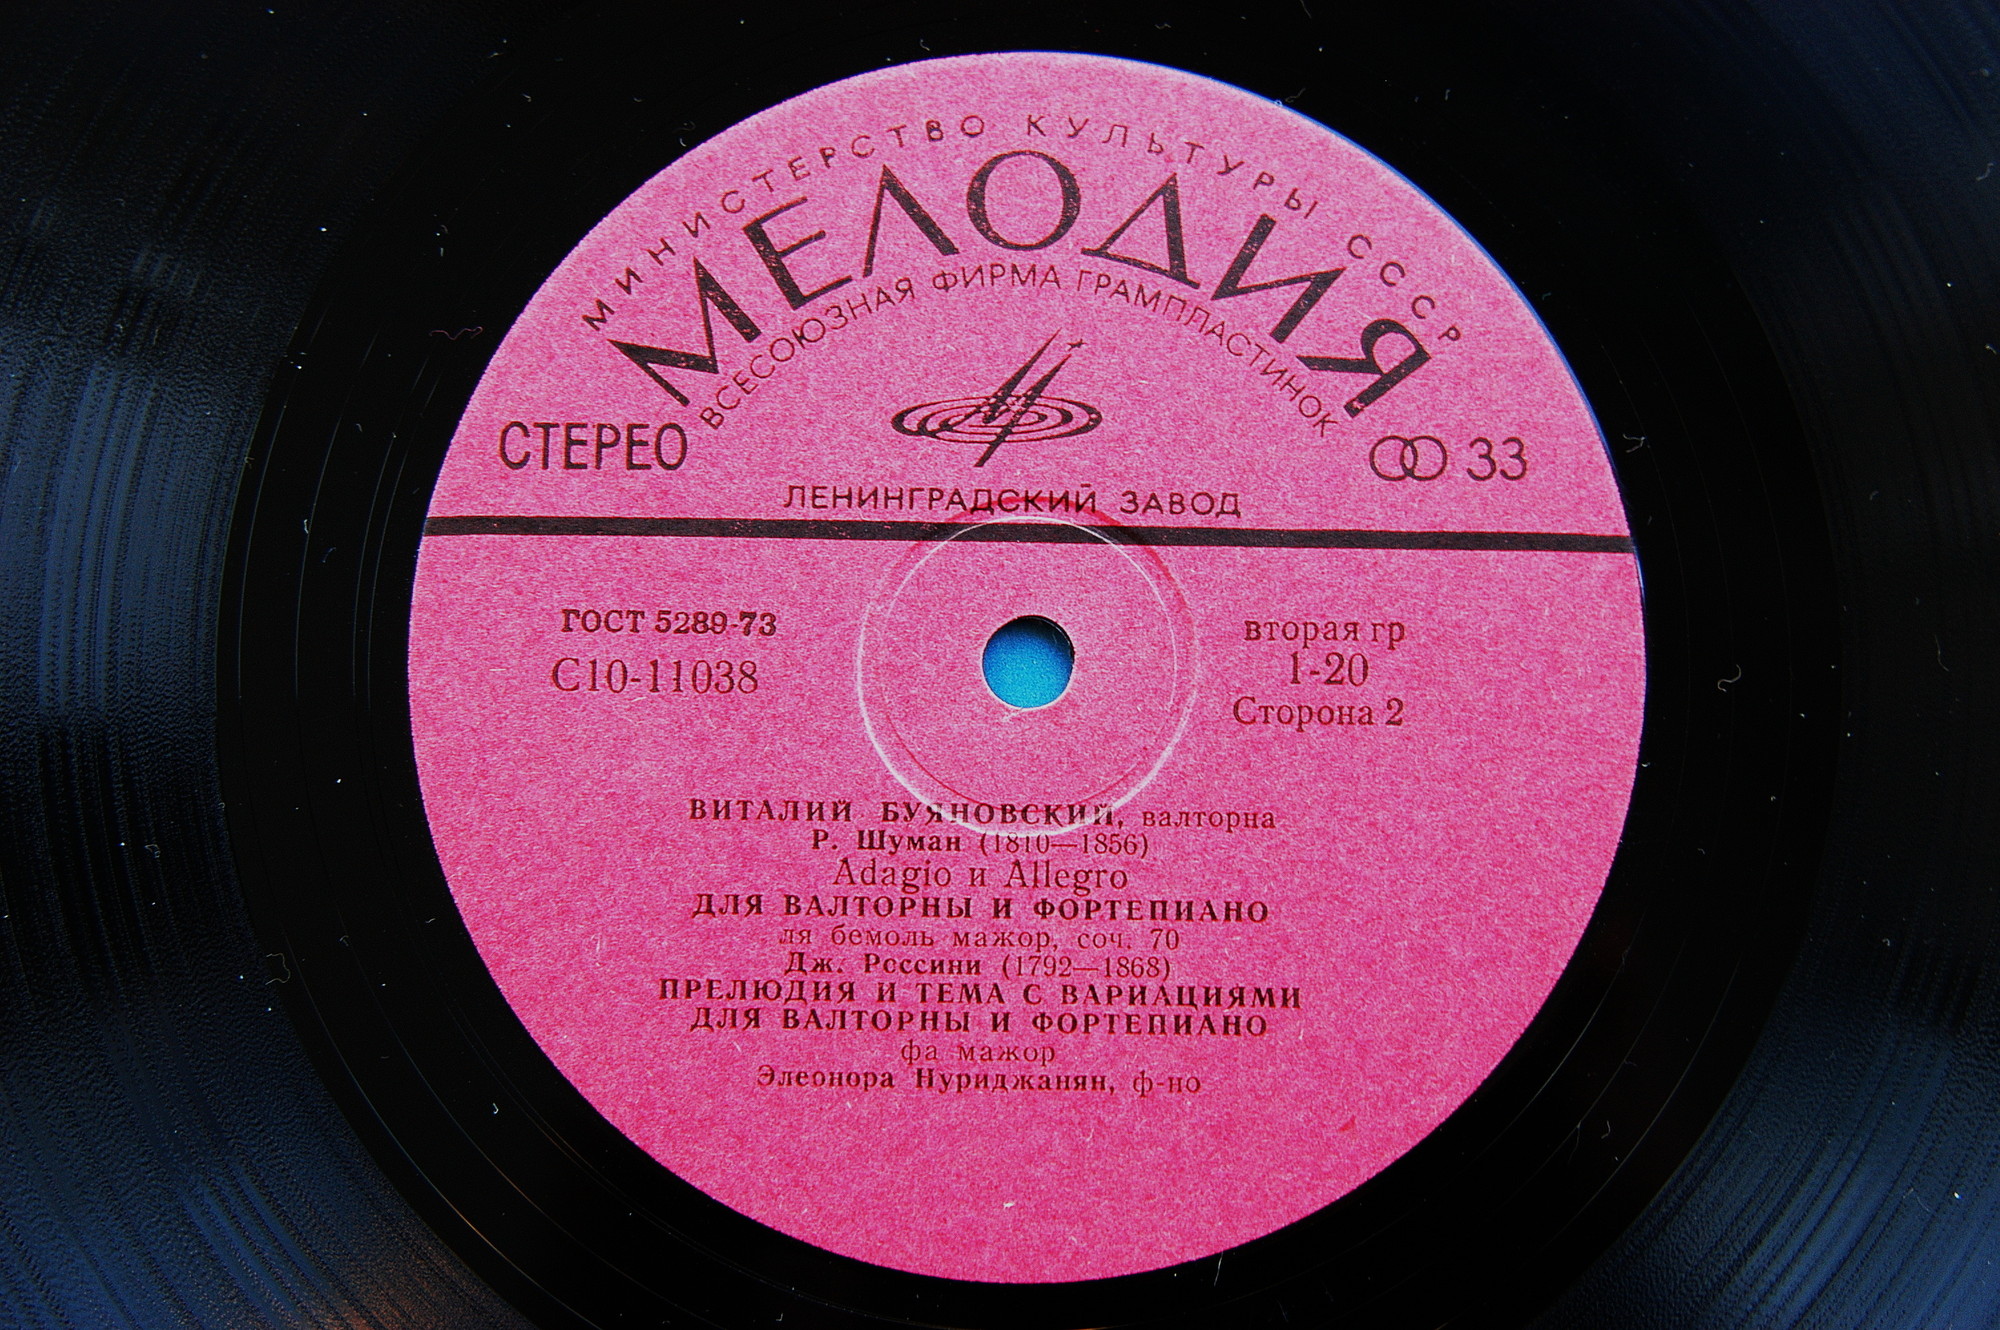 МИНИСТЕРСТВО КУЛЬТУРЫ СССР
МЕЛОДИЯ
ВСЕСОЮЗНАЯ ФИРМА ГРАМПЛАСТИНОК
СТЕРЕО
33
ЛЕНИНГРАДСКИЙ ЗАВОД
ГОСТ 5289-73
С10-11038
вторая гр
1-20
Сторона 2
ВИТАЛИЙ БУЯНОВСКИЙ, валторна
Р. Шуман (1810—1856)
Adagio и Allegro
ДЛЯ ВАЛТОРНЫ И ФОРТЕПИАНО
ля бемоль мажор, соч. 70
Дж. Россини (1792—1868)
ПРЕЛЮДИЯ И ТЕМА С ВАРИАЦИЯМИ
ДЛЯ ВАЛТОРНЫ И ФОРТЕПИАНО
фа мажор
Элеонора Нуриджанян, ф-но